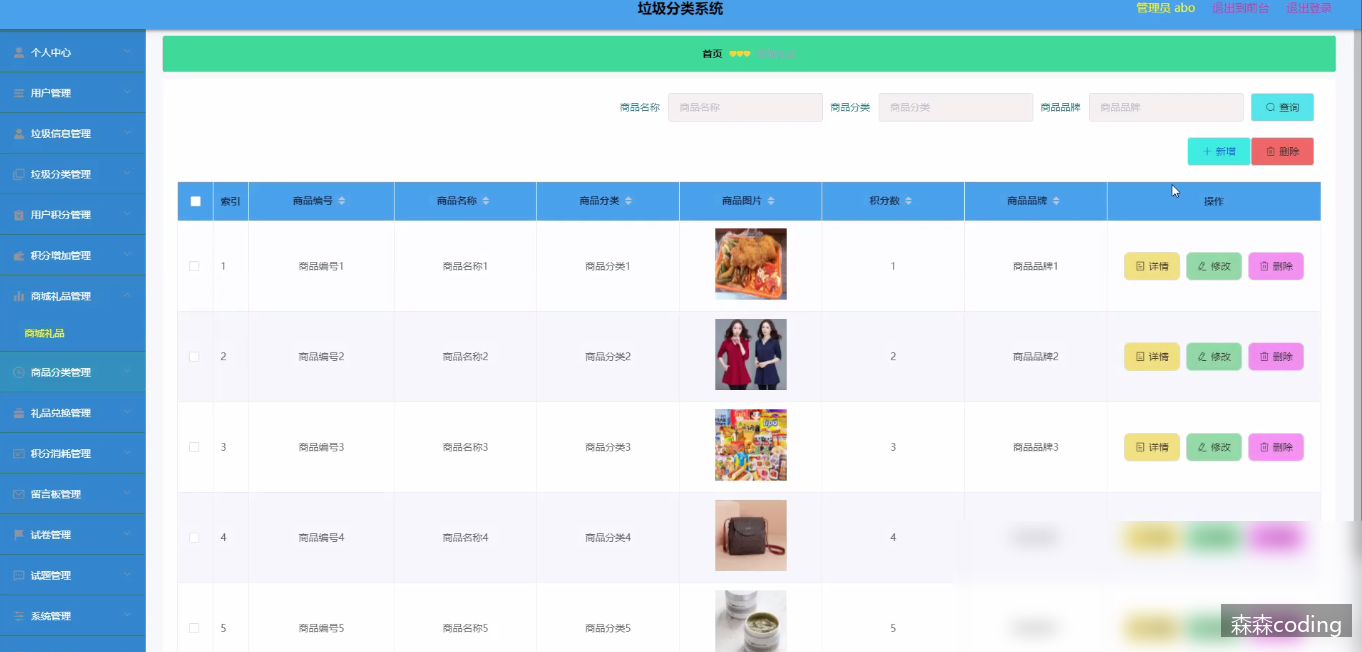 垃圾分类系统
管理员 abo 退出到前台 退出登录
个人中心
用户管理
垃圾信息管理
垃圾分类管理
用户积分管理
积分增加管理
商城礼品管理
商城礼品
商品分类管理
礼品兑换管理
积分消耗管理
留言板管理
试卷管理
试题管理
系统管理
首页
商品名称 商品名称 商品分类 商品分类 商品品牌 商品品牌 查询
+ 新增 删除
索引 商品编号 商品名称 商品分类 商品图片 积分数 商品品牌 操作
1 商品编号1 商品名称1 商品分类1 1 商品品牌1 详情 修改 删除
2 商品编号2 商品名称2 商品分类2 2 商品品牌2 详情 修改 删除
3 商品编号3 商品名称3 商品分类3 3 商品品牌3 详情 修改 删除
4 商品编号4 商品名称4 商品分类4 4
5 商品编号5 商品名称5 商品分类5 5
森森coding